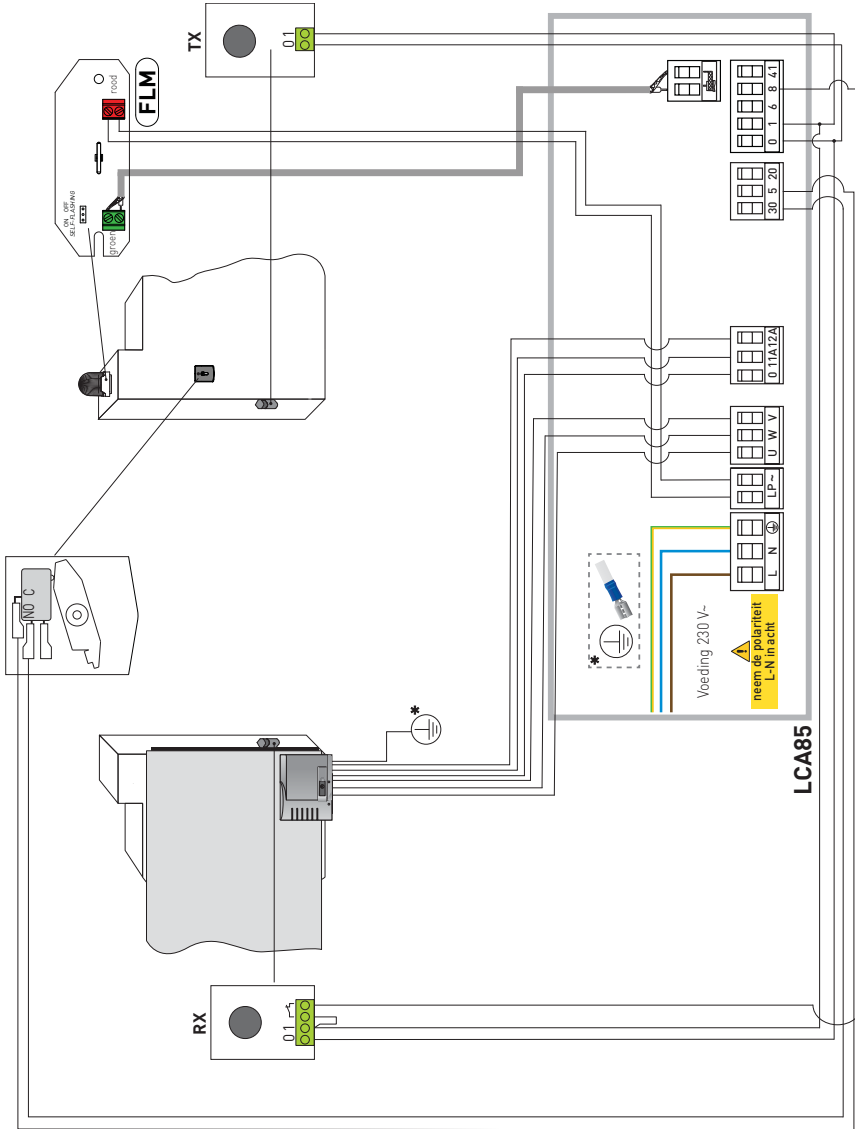 TX
0 1
FLM
rood
ON OFF
SELF-FLASHING
groen
NO C
RX
0 1
*
*
Voeding 230 V~
neem de polariteit
L-N in acht
LCA85
L N
LP ~
U W V
0 11A 12A
30 5 20
0 1 6 8 41